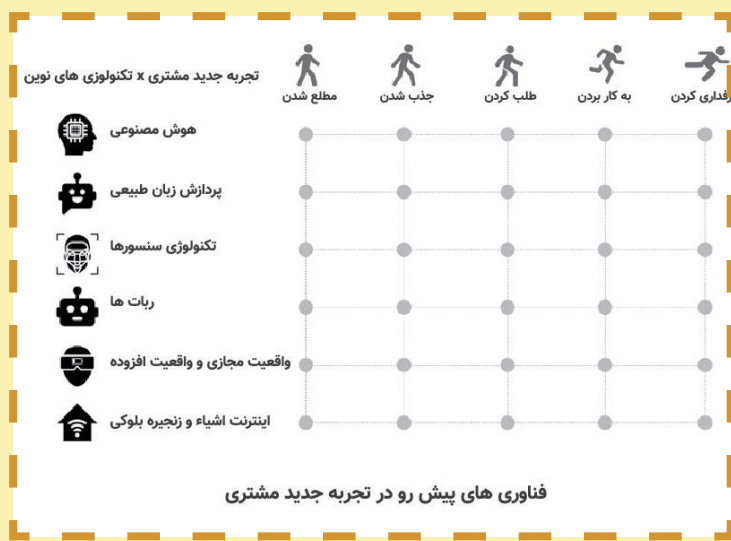 تجربه جدید مشتری x تکنولوزی های نوین
مطلع شدن
جذب شدن
طلب کردن
به کار بردن
رفداری کردن
هوش مصنوعی
پردازش زبان طبیعی
تکنولوژی سنسورها
ربات ها
واقعیت مجازی و واقعیت افزوده
اینترنت اشیاء و زنجیره بلوکی
فناوری های پیش رو در تجربه جدید مشتری